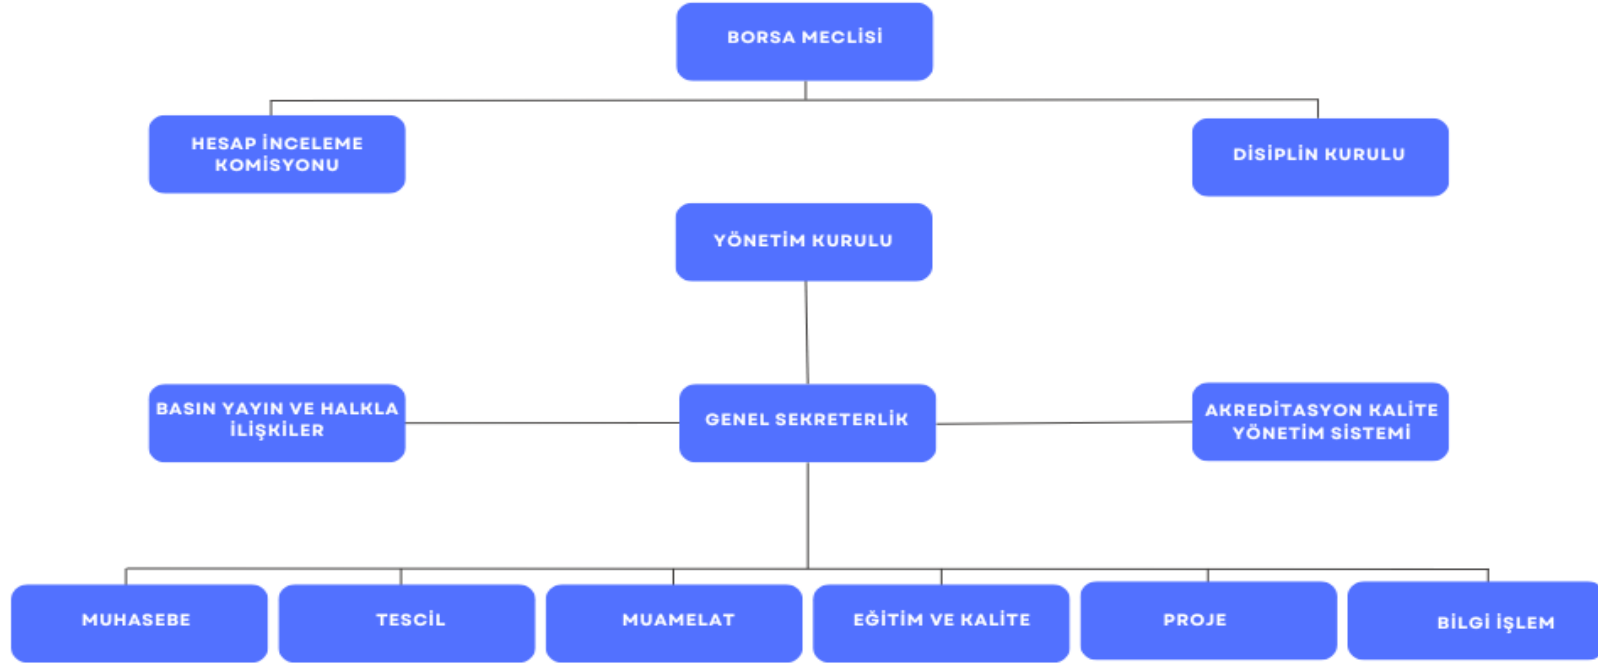 BORSA MECLİSİ
HESAP İNCELEME
KOMİSYONU
DİSİPLİN KURULU
YÖNETİM KURULU
BASIN YAYIN VE HALKLA
İLİŞKİLER
GENEL SEKRETERLİK
AKREDİTASYON KALİTE
YÖNETİM SİSTEMİ
MUHASEBE
TESCİL
MUAMELAT
EĞİTİM VE KALİTE
PROJE
BİLGİ İŞLEM